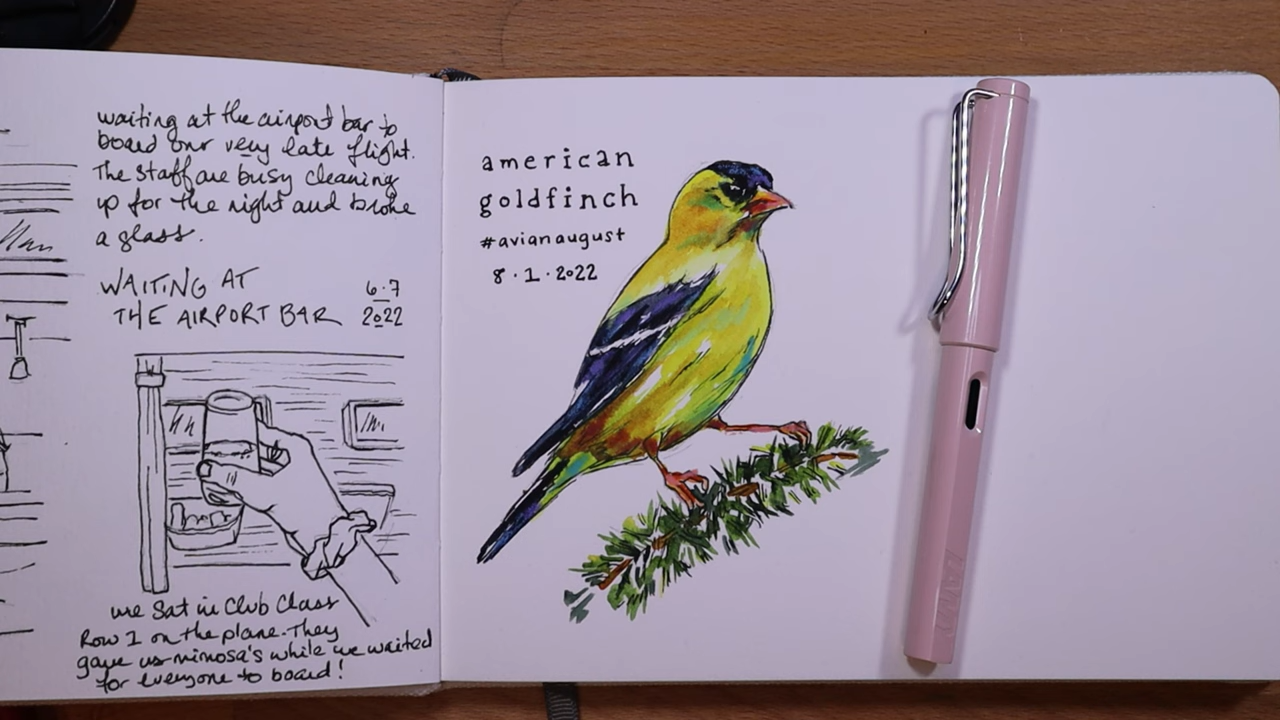 waiting at the airport bar to
board our very late flight.
The staff are busy cleaning
up for the night and broke
a glass.
WAITING AT
THE AIRPORT BAR
6.7
2022
we Sat in Club Class
Row 1 on the plane. They
gave us mimosa's while we waited
for everyone to board!
american
goldfinch
#avianaugust
8.1.2022
LAMY